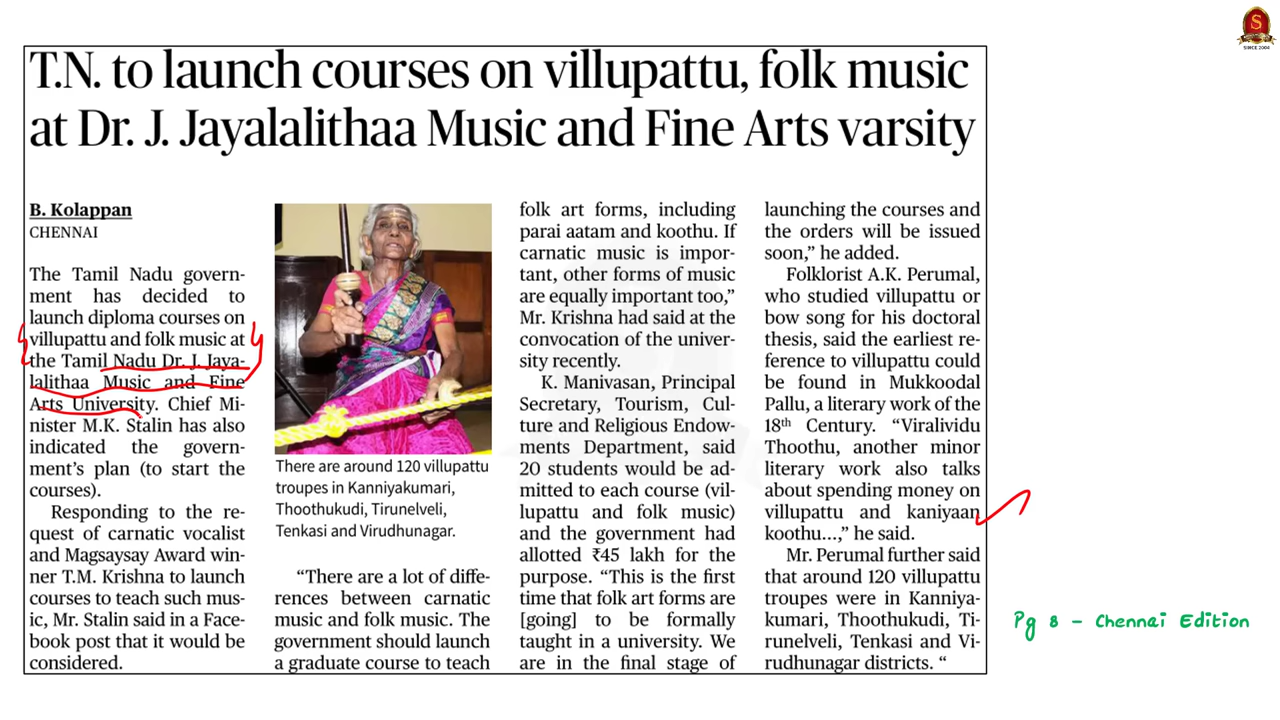 T.N. to launch courses on villupattu, folk music
at Dr. J. Jayalalithaa Music and Fine Arts varsity
B. Kolappan
CHENNAI
The Tamil Nadu govern-
ment has decided to
launch diploma courses on
villupattu and folk music at
the Tamil Nadu Dr. J. Jaya-
lalithaa Music and Fine
Arts University. Chief Mi-
nister M.K. Stalin has also
indicated the govern-
ment’s plan (to start the
courses).
Responding to the re-
quest of carnatic vocalist
and Magsaysay Award win-
ner T.M. Krishna to launch
courses to teach such mus-
ic, Mr. Stalin said in a Face-
book post that it would be
considered.
There are around 120 villupattu
troupes in Kanniyakumari,
Thoothukudi, Tirunelveli,
Tenkasi and Virudhunagar.
“There are a lot of diffe-
rences between carnatic
music and folk music. The
government should launch
a graduate course to teach
folk art forms, including
parai aatam and koothu. If
carnatic music is impor-
tant, other forms of music
are equally important too,”
Mr. Krishna had said at the
convocation of the univer-
sity recently.
K. Manivasan, Principal
Secretary, Tourism, Cul-
ture and Religious Endow-
ments Department, said
20 students would be ad-
mitted to each course (vil-
lupattu and folk music)
and the government had
allotted ₹45 lakh for the
purpose. “This is the first
time that folk art forms are
[going] to be formally
taught in a university. We
are in the final stage of
launching the courses and
the orders will be issued
soon,” he added.
Folklorist A.K. Perumal,
who studied villupattu or
bow song for his doctoral
thesis, said the earliest re-
ference to villupattu could
be found in Mukkoodal
Pallu, a literary work of the
18th Century. “Viralividu
Thoothu, another minor
literary work also talks
about spending money on
villupattu and kaniyaan
koothu...,” he said.
Mr. Perumal further said
that around 120 villupattu
troupes were in Kanniya-
kumari, Thoothukudi, Ti-
runelveli, Tenkasi and Vi-
rudhunagar districts. “
S
SINCE 2004
Pg 8 - Chennai Edition